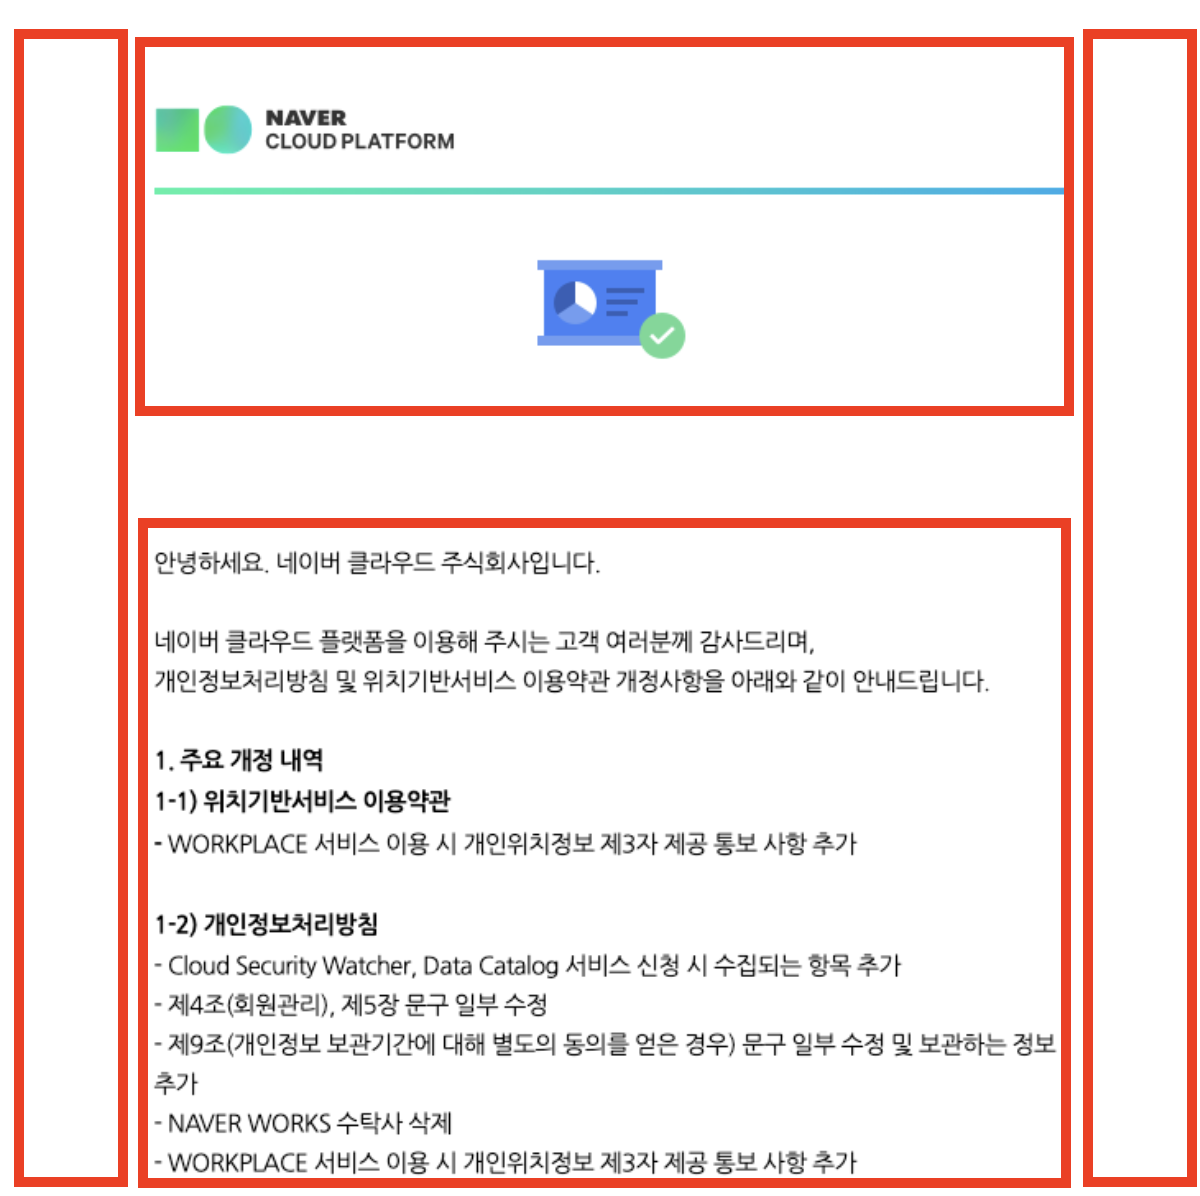 NAVER
CLOUD PLATFORM
안녕하세요. 네이버 클라우드 주식회사입니다.
네이버 클라우드 플랫폼을 이용해 주시는 고객 여러분께 감사드리며,
개인정보처리방침 및 위치기반서비스 이용약관 개정사항을 아래와 같이 안내드립니다.
1. 주요 개정 내역
1-1) 위치기반서비스 이용약관
- WORKPLACE 서비스 이용 시 개인위치정보 제3자 제공 통보 사항 추가
1-2) 개인정보처리방침
- Cloud Security Watcher, Data Catalog 서비스 신청 시 수집되는 항목 추가
- 제4조(회원관리), 제5장 문구 일부 수정
- 제9조(개인정보 보관기간에 대해 별도의 동의를 얻은 경우) 문구 일부 수정 및 보관하는 정보
추가
- NAVER WORKS 수탁사 삭제
- WORKPLACE 서비스 이용 시 개인위치정보 제3자 제공 통보 사항 추가